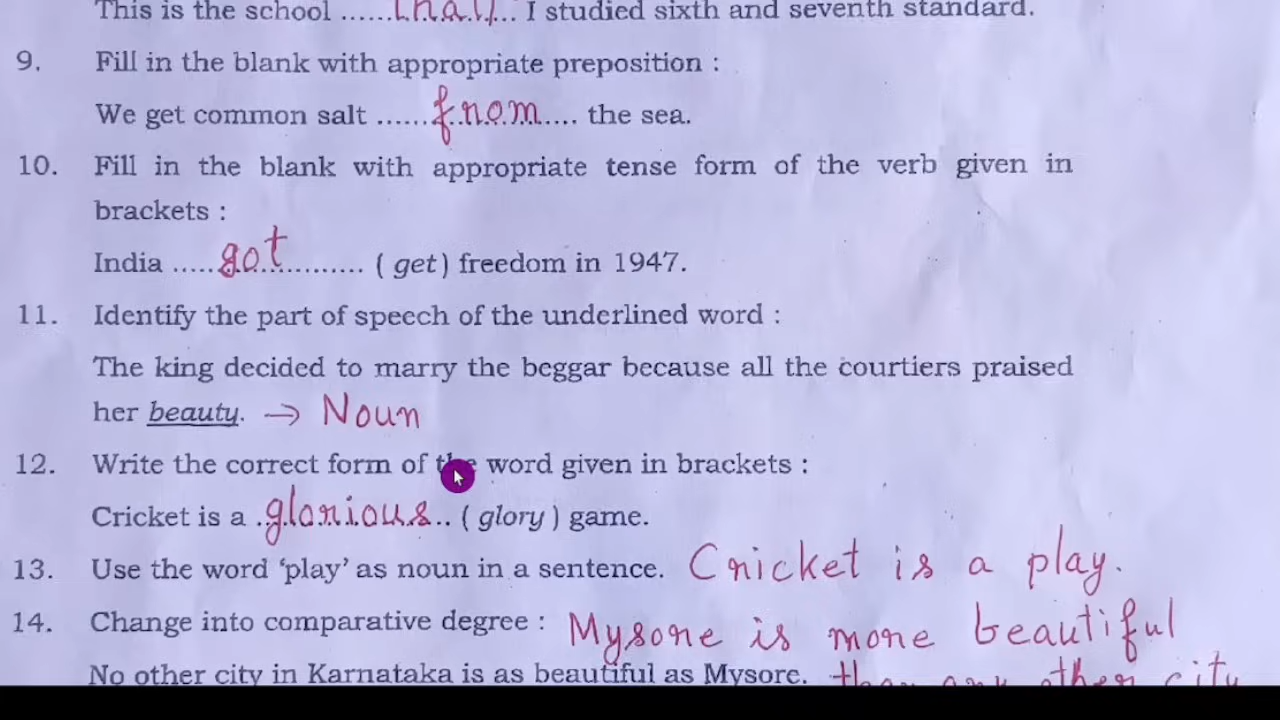 This is the school ......that... I studied sixth and seventh standard.
9. Fill in the blank with appropriate preposition :
We get common salt ......from..... the sea.
10. Fill in the blank with appropriate tense form of the verb given in
brackets :
India .....got............ ( get ) freedom in 1947.
11. Identify the part of speech of the underlined word :
The king decided to marry the beggar because all the courtiers praised
her beauty. → Noun
12. Write the correct form of the word given in brackets :
Cricket is a .glorious.. ( glory ) game.
13. Use the word ‘play’ as noun in a sentence. Cricket is a play.
14. Change into comparative degree : Mysore is more beautiful
No other city in Karnataka is as beautiful as Mysore. than any other city